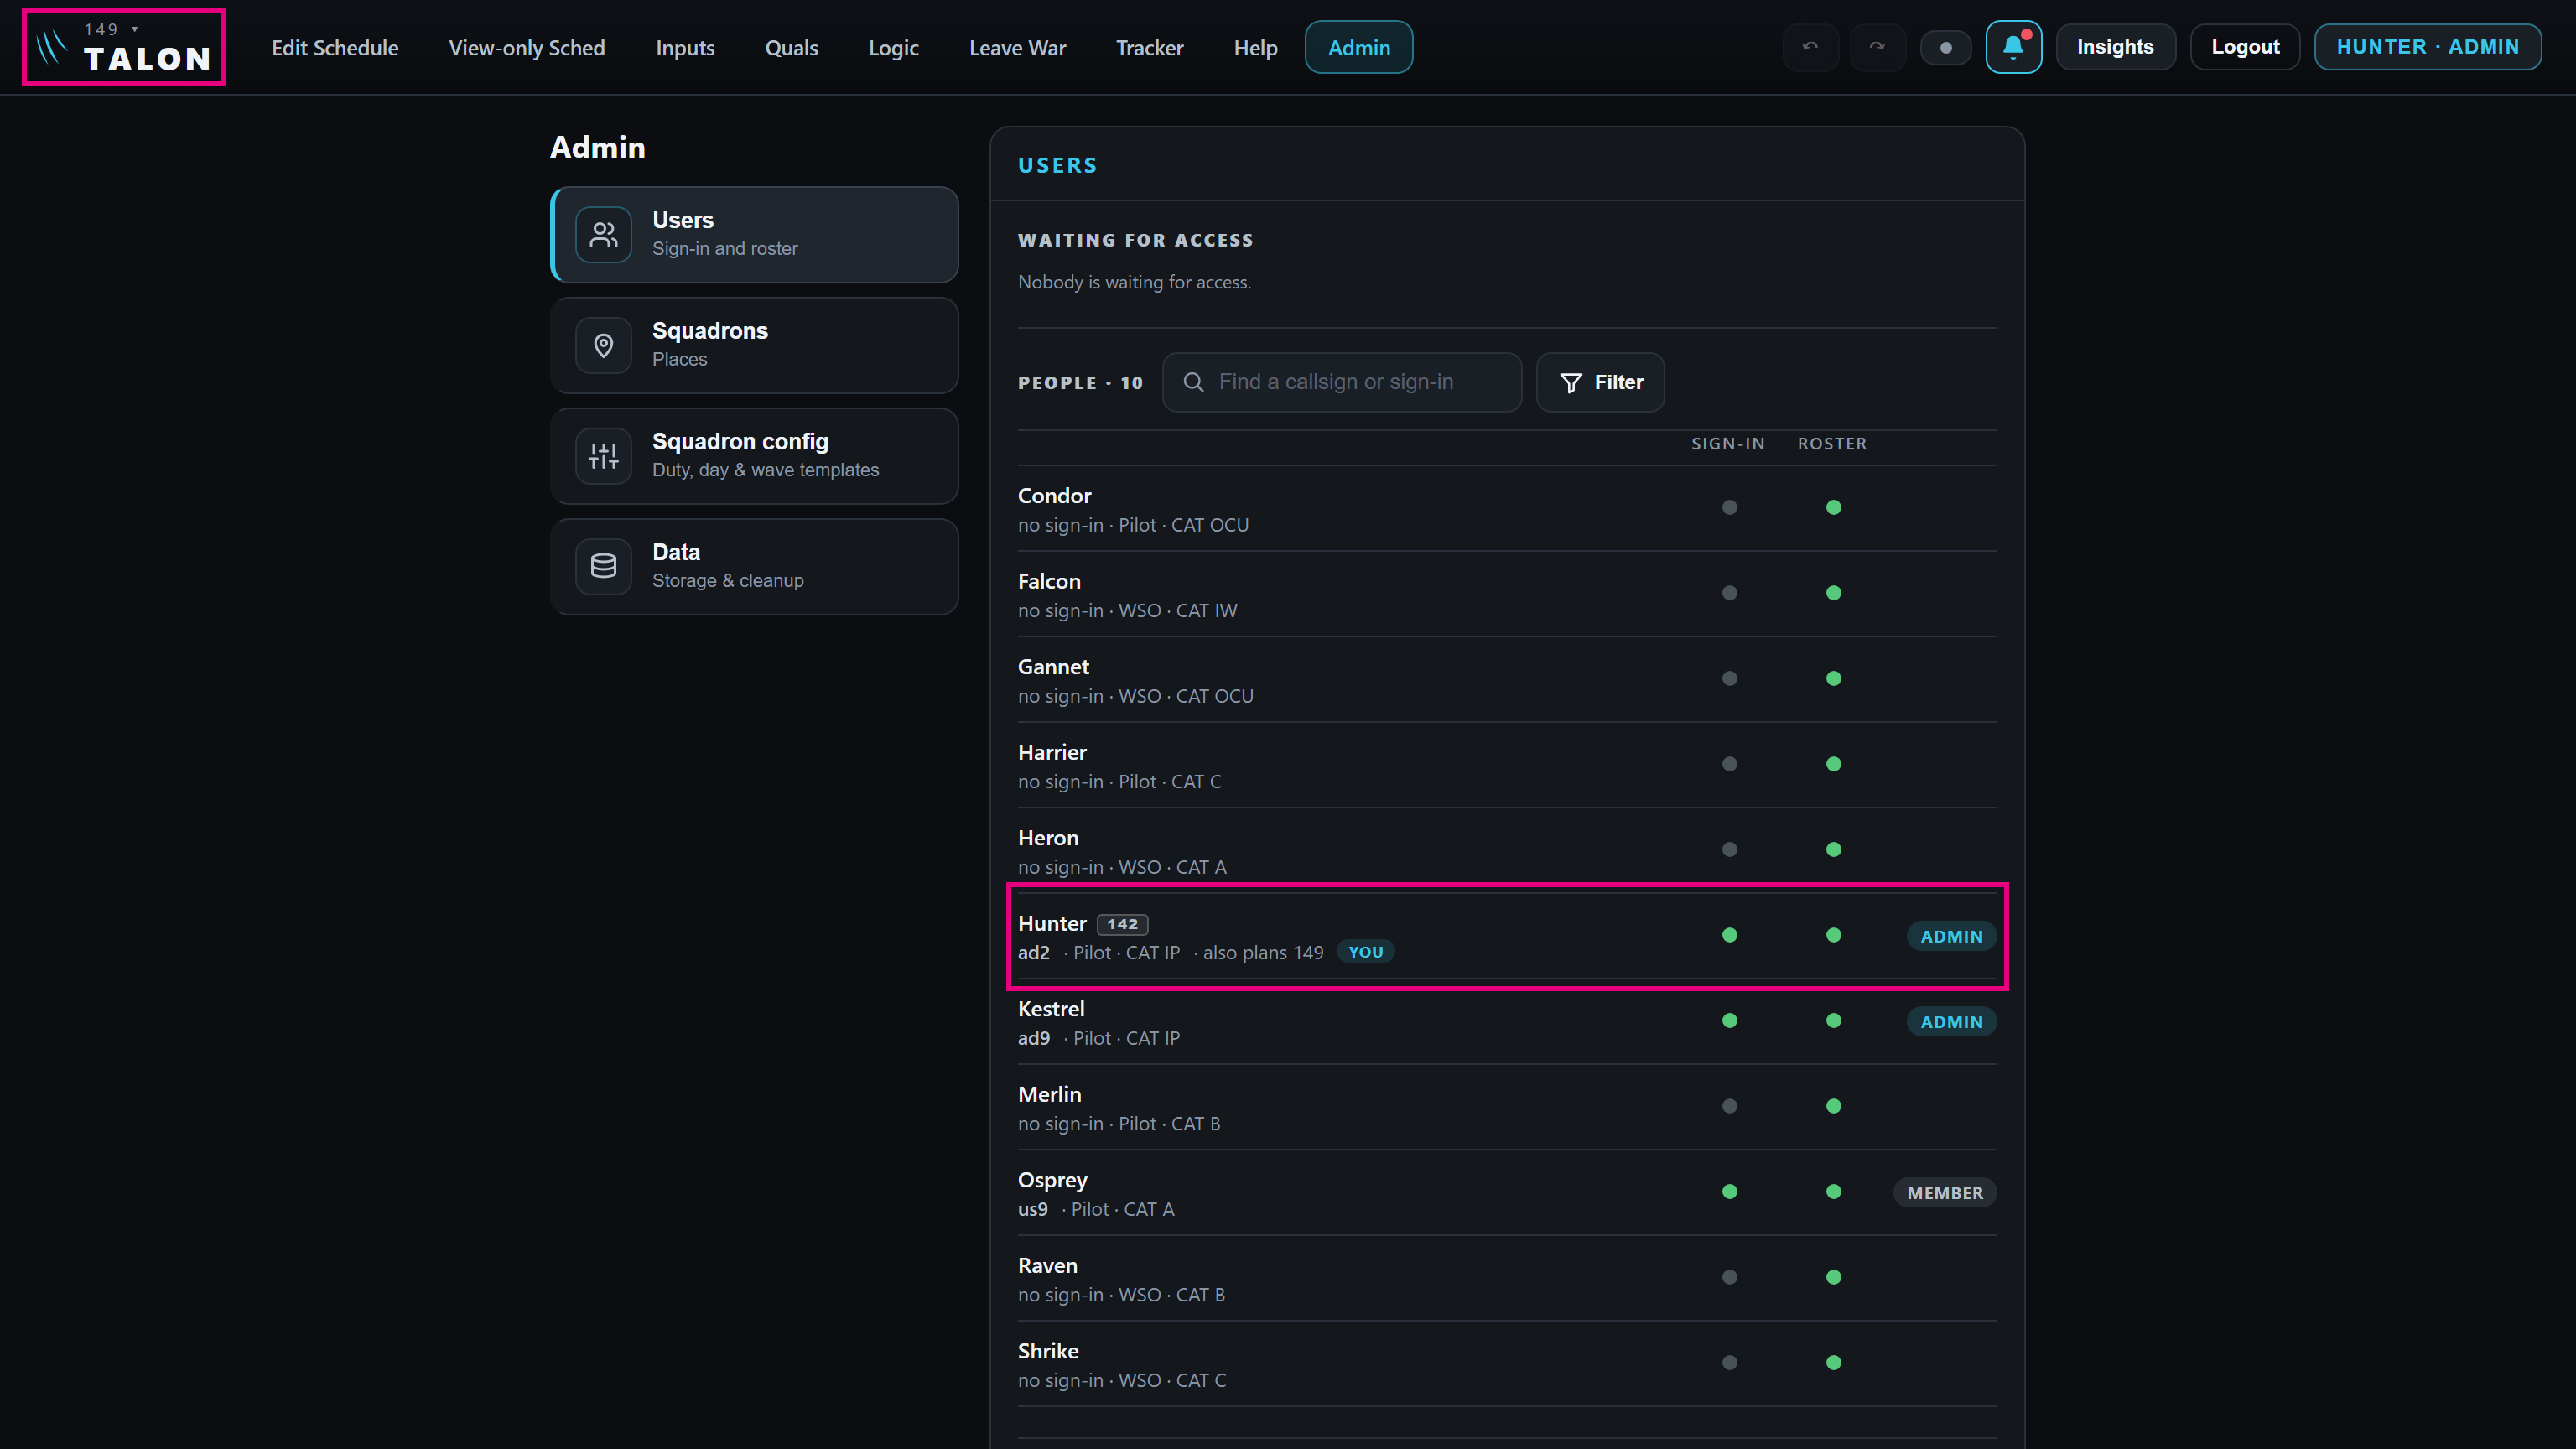 149 ▾
TALON
Edit Schedule
View-only Sched
Inputs
Quals
Logic
Leave War
Tracker
Help
Admin
Insights
Logout
HUNTER · ADMIN
Admin
Users
Sign-in and roster
Squadrons
Places
Squadron config
Duty, day & wave templates
Data
Storage & cleanup
USERS
WAITING FOR ACCESS
Nobody is waiting for access.
PEOPLE · 10
Find a callsign or sign-in
Filter
SIGN-IN ROSTER
Condor
no sign-in · Pilot · CAT OCU
Falcon
no sign-in · WSO · CAT IW
Gannet
no sign-in · WSO · CAT OCU
Harrier
no sign-in · Pilot · CAT C
Heron
no sign-in · WSO · CAT A
Hunter 142
ad2 · Pilot · CAT IP · also plans 149 YOU
ADMIN
Kestrel
ad9 · Pilot · CAT IP
ADMIN
Merlin
no sign-in · Pilot · CAT B
Osprey
us9 · Pilot · CAT A
MEMBER
Raven
no sign-in · WSO · CAT B
Shrike
no sign-in · WSO · CAT C